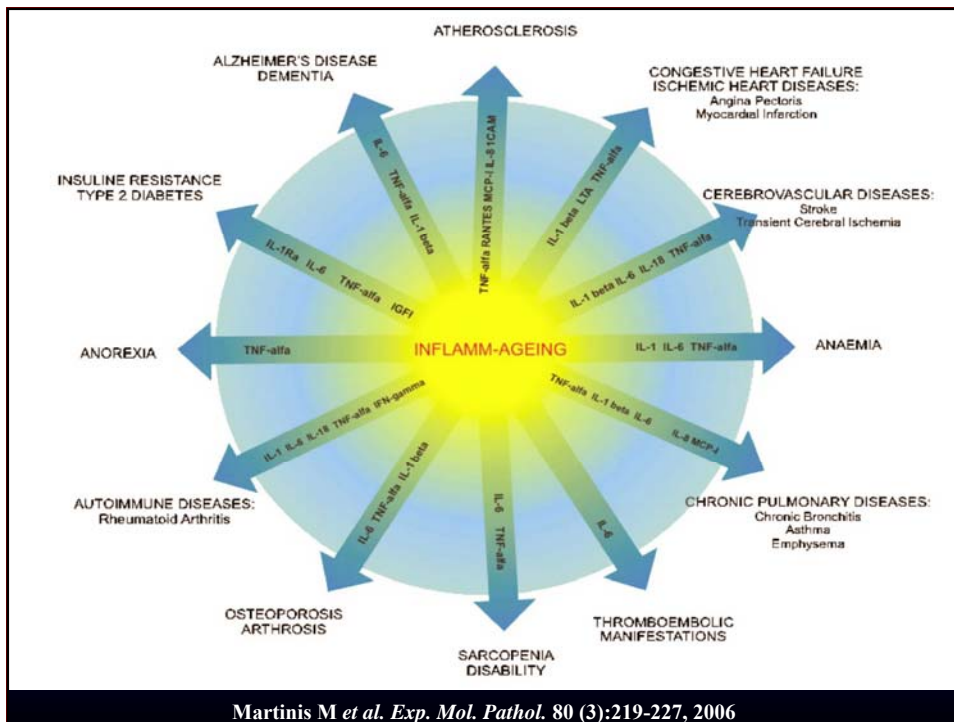 ATHEROSCLEROSIS
ALZHEIMER'S DISEASE
DEMENTIA
CONGESTIVE HEART FAILURE
ISCHEMIC HEART DISEASES:
Angina Pectoris
Myocardial Infarction
INSULINE RESISTANCE
TYPE 2 DIABETES
CEREBROVASCULAR DISEASES:
Stroke
Transient Cerebral Ischemia
IL-6 TNF-alfa IL-1 beta
TNF-alfa RANTES MCP-I IL-8 1CAM
IL-1 beta LTA TNF-alfa
IL-1Ra IL-6 TNF-alfa IGFI
IL-1 beta IL-6 IL-18 TNF-alfa
ANOREXIA
TNF-alfa
INFLAMM-AGEING
IL-1 IL-6 TNF-alfa
ANAEMIA
IL-1 IL-6 IL-18 TNF-alfa IFN-gamma
TNF-alfa IL-1 beta IL-6 IL-8 MCP-I
IL-6 TNF-alfa IL-1 beta
IL-6 TNF-alfa
IL-6
AUTOIMMUNE DISEASES:
Rheumatoid Arthritis
CHRONIC PULMONARY DISEASES:
Chronic Bronchitis
Asthma
Emphysema
OSTEOPOROSIS
ARTHROSIS
THROMBOEMBOLIC
MANIFESTATIONS
SARCOPENIA
DISABILITY
Martinis M et al. Exp. Mol. Pathol. 80 (3):219-227, 2006